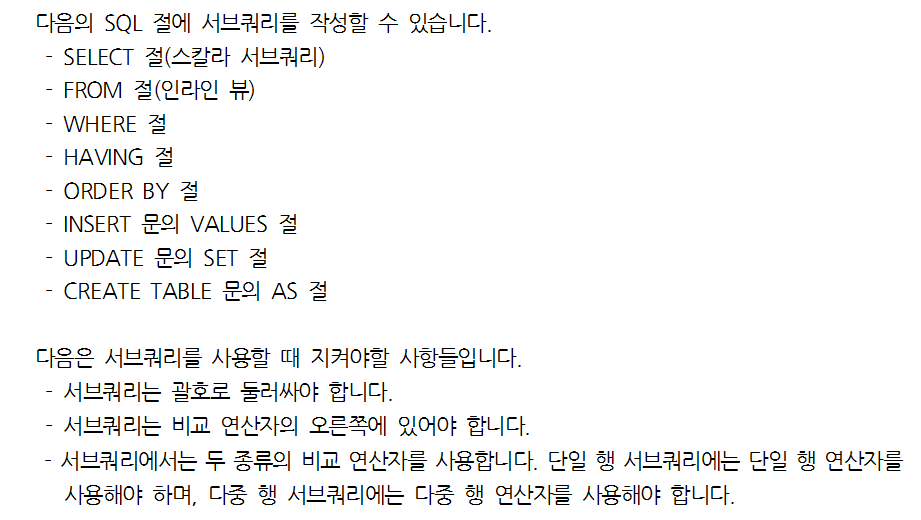 다음의 SQL 절에 서브쿼리를 작성할 수 있습니다.
- SELECT 절(스칼라 서브쿼리)
- FROM 절(인라인 뷰)
- WHERE 절
- HAVING 절
- ORDER BY 절
- INSERT 문의 VALUES 절
- UPDATE 문의 SET 절
- CREATE TABLE 문의 AS 절
다음은 서브쿼리를 사용할 때 지켜야할 사항들입니다.
- 서브쿼리는 괄호로 둘러싸야 합니다.
- 서브쿼리는 비교 연산자의 오른쪽에 있어야 합니다.
- 서브쿼리에서는 두 종류의 비교 연산자를 사용합니다. 단일 행 서브쿼리에는 단일 행 연산자를
사용해야 하며, 다중 행 서브쿼리에는 다중 행 연산자를 사용해야 합니다.